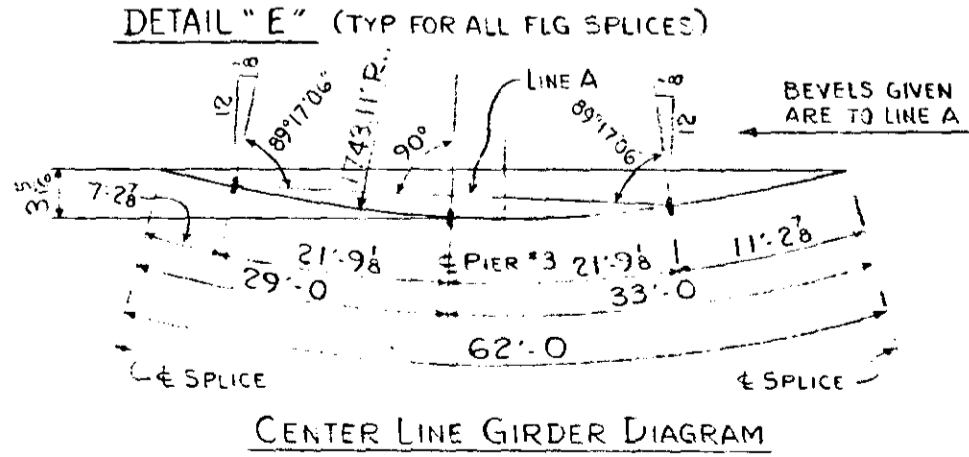 DETAIL "E" (TYP FOR ALL FLG SPLICES)
1/8
12
89°17'06"
1743.11' R.
90°
LINE A
89°17'06"
1/8
12
BEVELS GIVEN
ARE TO LINE A
3 5/16
7'-2 7/8
21'-9 1/8
℄ PIER #3
21'-9 1/8
11'-2 7/8
29'-0
33'-0
62'-0
℄ SPLICE
℄ SPLICE
CENTER LINE GIRDER DIAGRAM